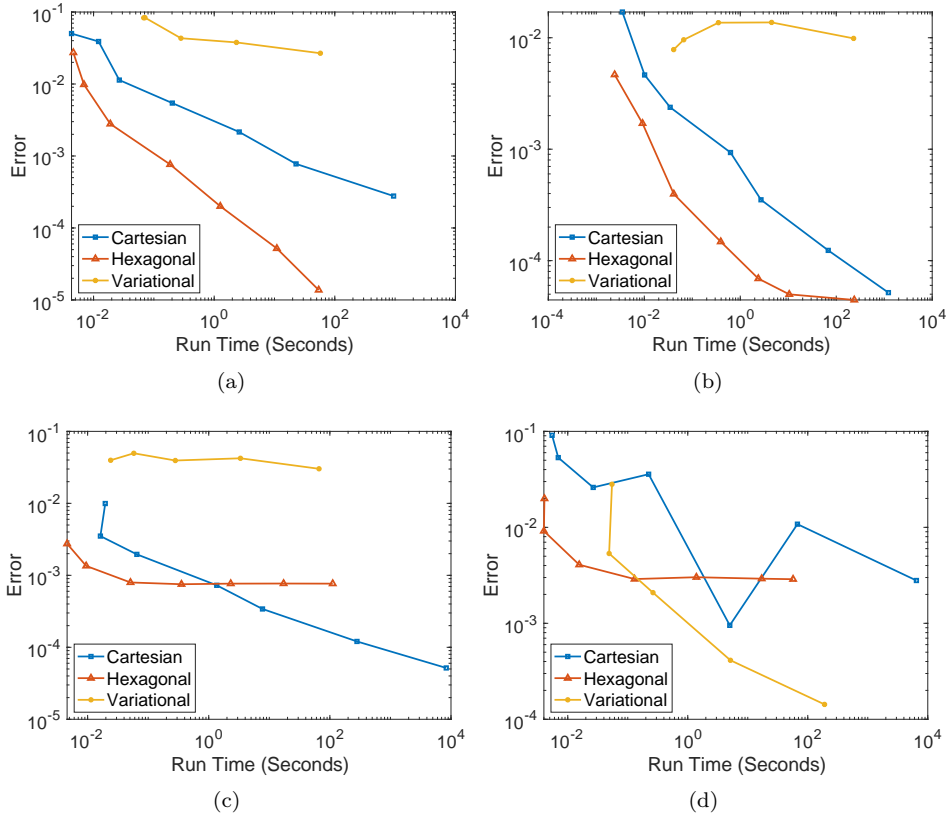 10^-1
10^-2
10^-3
10^-4
10^-5
Error
Cartesian
Hexagonal
Variational
10^-2 10^0 10^2 10^4
Run Time (Seconds)
(a)
10^-2
10^-4
Error
Cartesian
Hexagonal
Variational
10^-4 10^-2 10^0 10^2 10^4
Run Time (Seconds)
(b)
10^-1
10^-2
10^-3
10^-4
10^-5
Error
Cartesian
Hexagonal
Variational
10^-2 10^0 10^2 10^4
Run Time (Seconds)
(c)
10^-1
10^-2
10^-3
10^-4
Error
Cartesian
Hexagonal
Variational
10^-2 10^0 10^2 10^4
Run Time (Seconds)
(d)